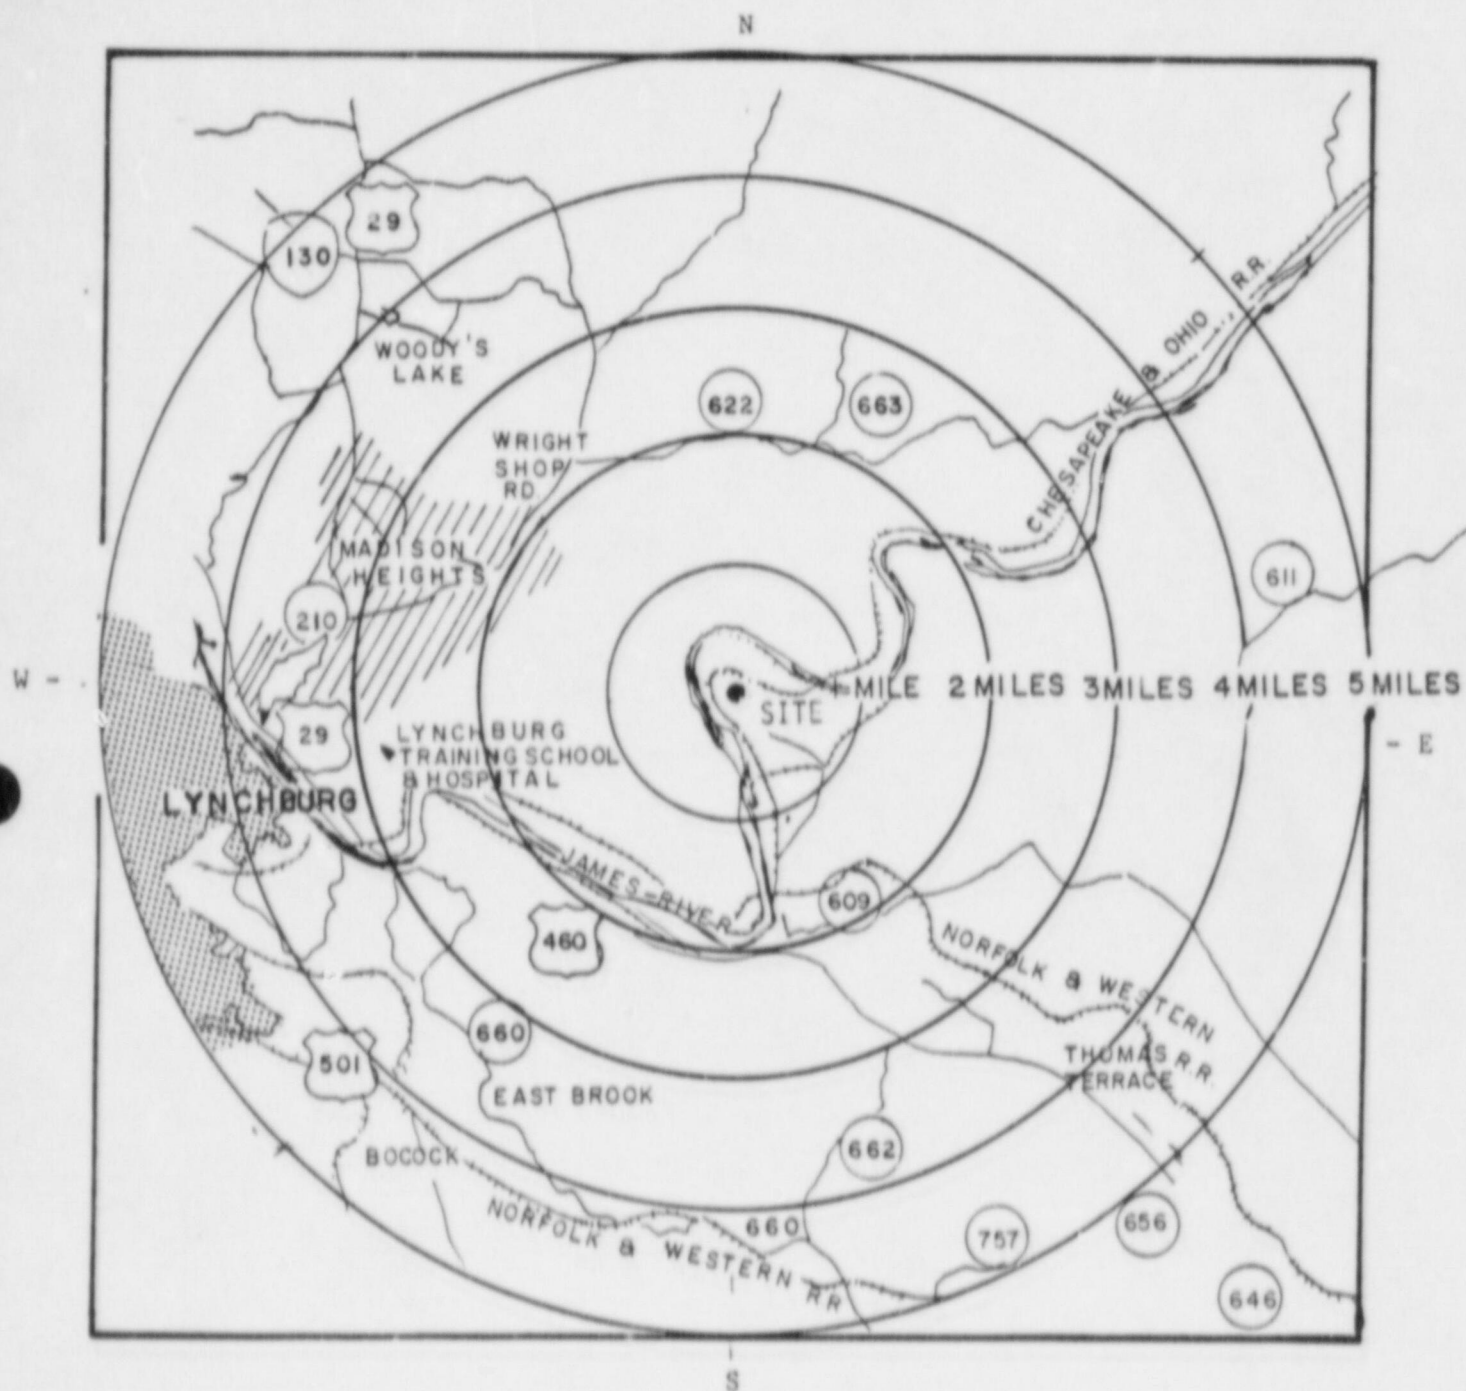 N
29
130
WOODY'S
LAKE
622
663
CHESAPEAKE & OHIO R.R.
WRIGHT
SHOP
RD
MADISON
HEIGHTS
611
210
W -
MILE 2 MILES 3 MILES 4 MILES 5 MILES
SITE
- E
29
LYNCHBURG
TRAINING SCHOOL
& HOSPITAL
LYNCHBURG
JAMES-RIVER
609
460
NORFOLK & WESTERN R.R.
660
501
THOMAS
TERRACE
EAST BROOK
662
BOCOCK
NORFOLK & WESTERN RR
660
757
656
646
S